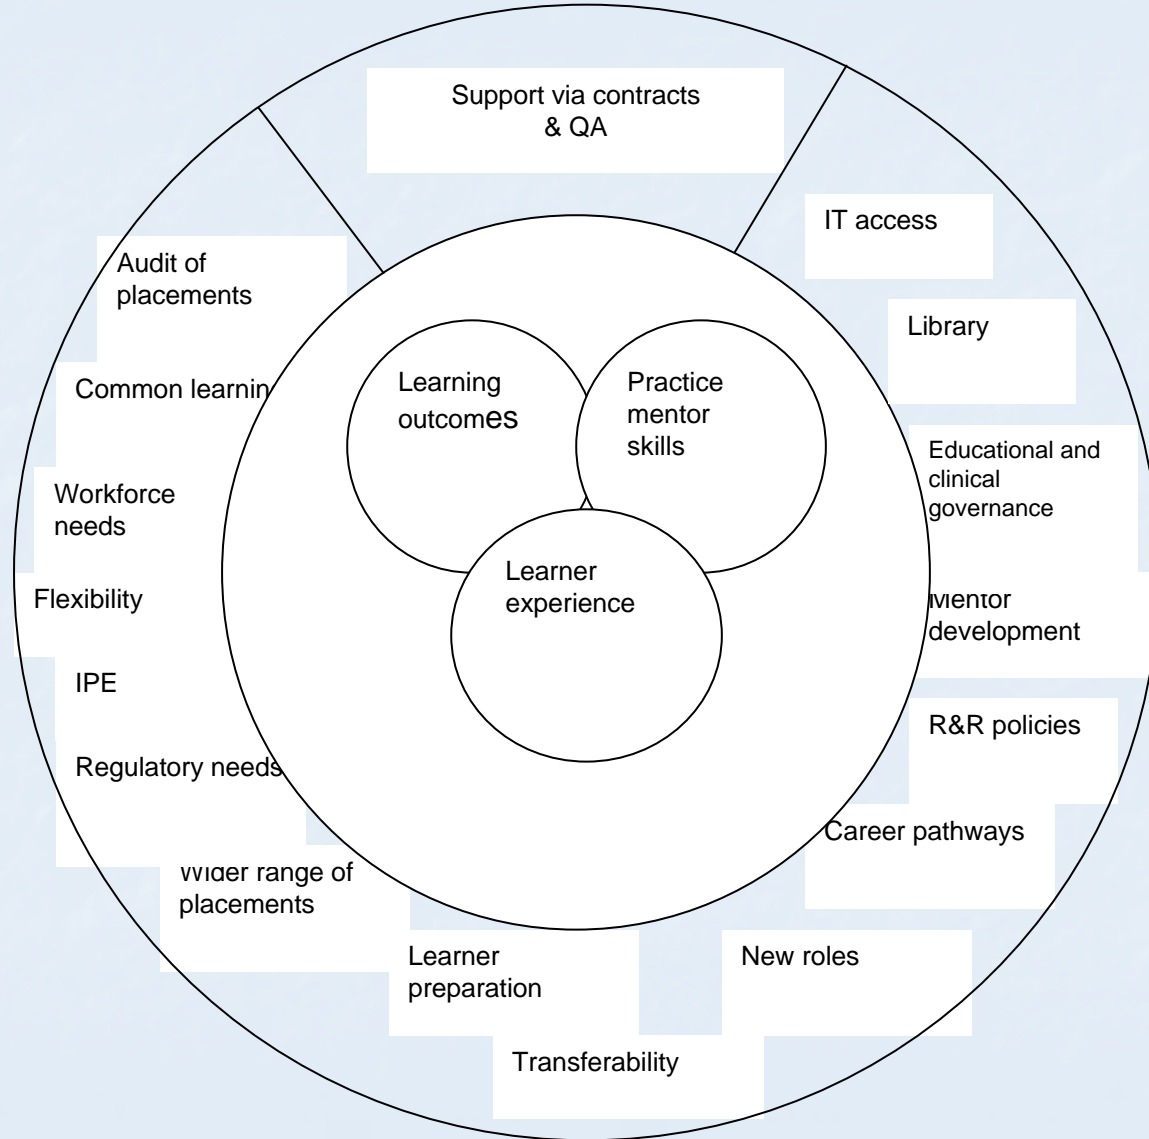 Support via contracts
& QA
IT access
Library
Educational and
clinical
governance
Mentor
development
R&R policies
Career pathways
New roles
Transferability
Learner
preparation
Wider range of
placements
Regulatory needs
IPE
Flexibility
Workforce
needs
Common learnin
Audit of
placements
Learning
outcomes
Practice
mentor
skills
Learner
experience